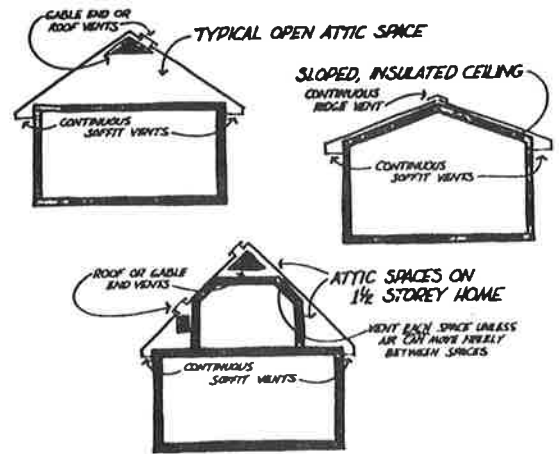 GABLE END OR
ROOF VENTS
TYPICAL OPEN ATTIC SPACE
CONTINUOUS
SOFFIT VENTS
SLOPED, INSULATED CEILING
CONTINUOUS
RIDGE VENT
CONTINUOUS
SOFFIT VENTS
ROOF OR GABLE
END VENTS
ATTIC SPACES ON
1½ STOREY HOME
VENT EACH SPACE UNLESS
AIR CAN MOVE FREELY
BETWEEN SPACES
CONTINUOUS
SOFFIT VENTS